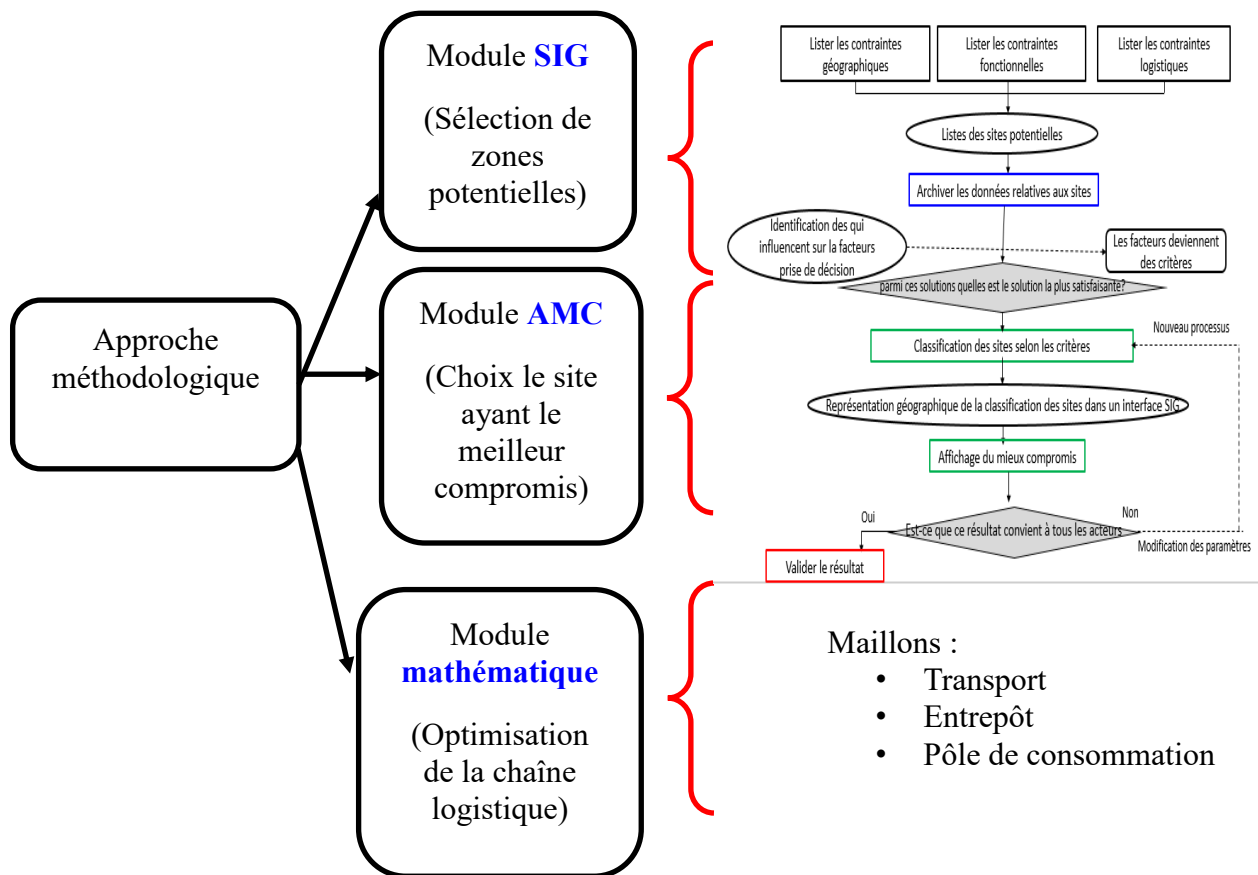 Approche
méthodologique
Module SIG
(Sélection de
zones
potentielles)
Module AMC
(Choix le site
ayant le
meilleur
compromis)
Module
mathématique
(Optimisation
de la chaîne
logistique)
Lister les contraintes
géographiques
Lister les contraintes
fonctionnelles
Lister les contraintes
logistiques
Listes des sites potentielles
Archiver les données relatives aux sites
Identification des qui
influencent sur la facteurs
prise de décision
Les facteurs deviennent
des critères
parmi ces solutions quelles est le solution la plus satisfaisante?
Nouveau processus
Classification des sites selon les critères
Représentation géographique de la classification des sites dans un interface SIG
Affichage du mieux compromis
Oui
Non
Est-ce que ce résultat convient à tous les acteurs
Modification des paramètres
Valider le résultat
Maillons :
• Transport
• Entrepôt
• Pôle de consommation